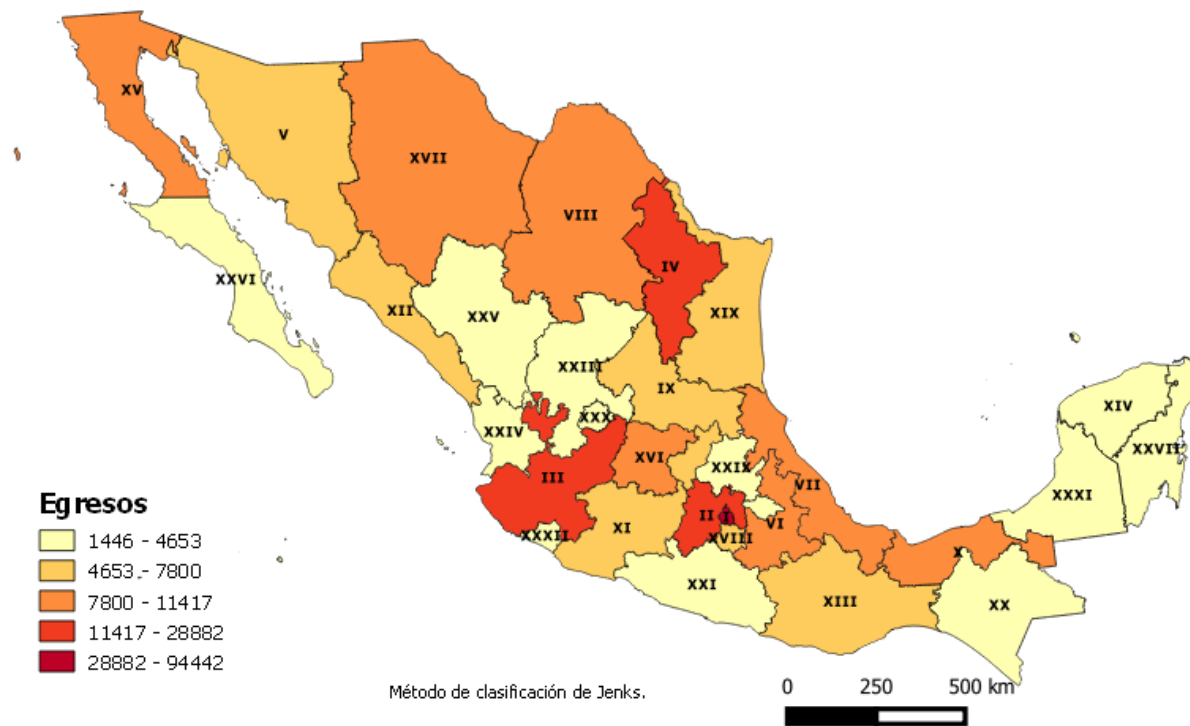 XV
V
XVII
VIII
IV
XXVI
XII
XXV
XIX
XXIII
IX
XXX
XXIV
XIV
XVI
XXIX
XXVII
III
VII
XXXI
II
I
VI
XI
XXXII
XVIII
X
XXI
XIII
XX
Egresos
1446 - 4653
4653 - 7800
7800 - 11417
11417 - 28882
28882 - 94442
Método de clasificación de Jenks.
0 250 500 km